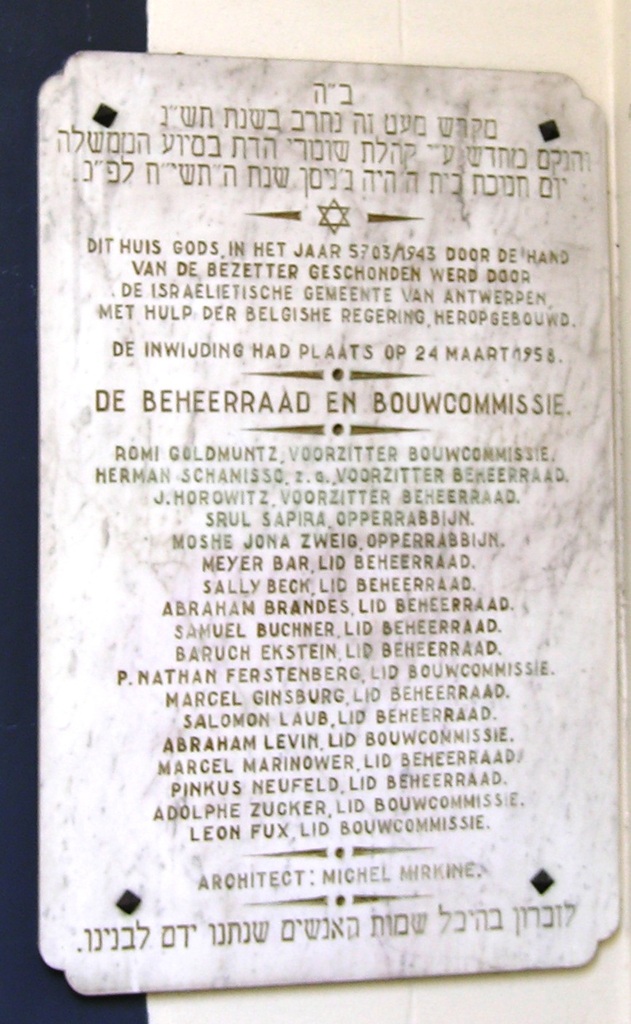 ב"ה
מקדש מעט זה נחרב בשנת תש"ג
והוקם מחדש ע"י קהלת שומרי הדת בסיוע הממשלה
יום חנוכת בית ה' היה ג' ניסן שנת ה'תשי"ח לפ"ג.
DIT HUIS GODS, IN HET JAAR 5703/1943 DOOR DE HAND
VAN DE BEZETTER GESCHONDEN WERD DOOR
DE ISRAËLIETISCHE GEMEENTE VAN ANTWERPEN,
MET HULP DER BELGISHE REGERING, HEROPGEBOUWD.
DE INWIJDING HAD PLAATS OP 24 MAART 1958.
DE BEHEERRAAD EN BOUWCOMMISSIE.
ROMI GOLDMUNTZ, VOORZITTER BOUWCOMMISSIE.
HERMAN SCHAMISSO, z.g., VOORZITTER BEHEERRAAD.
J. HOROWITZ, VOORZITTER BEHEERRAAD.
SRUL SAPIRA, OPPERRABBIJN.
MOSHE JONA ZWEIG, OPPERRABBIJN.
MEYER BAR, LID BEHEERRAAD.
SALLY BECK, LID BEHEERRAAD.
ABRAHAM BRANDES, LID BEHEERRAAD.
SAMUEL BUCHNER, LID BEHEERRAAD.
BARUCH EKSTEIN, LID BEHEERRAAD.
P. NATHAN FERSTENBERG, LID BOUWCOMMISSIE.
MARCEL GINSBURG, LID BEHEERRAAD.
SALOMON LAUB, LID BEHEERRAAD.
ABRAHAM LEVIN, LID BOUWCOMMISSIE.
MARCEL MARINOWER, LID BEHEERRAAD.
PINKUS NEUFELD, LID BEHEERRAAD.
ADOLPHE ZUCKER, LID BOUWCOMMISSIE.
LEON FUX, LID BOUWCOMMISSIE.
ARCHITECT: MICHEL MIRKINE.
לזכרון בהיכל שמות האנשים שנתנו ידם לבנינו.